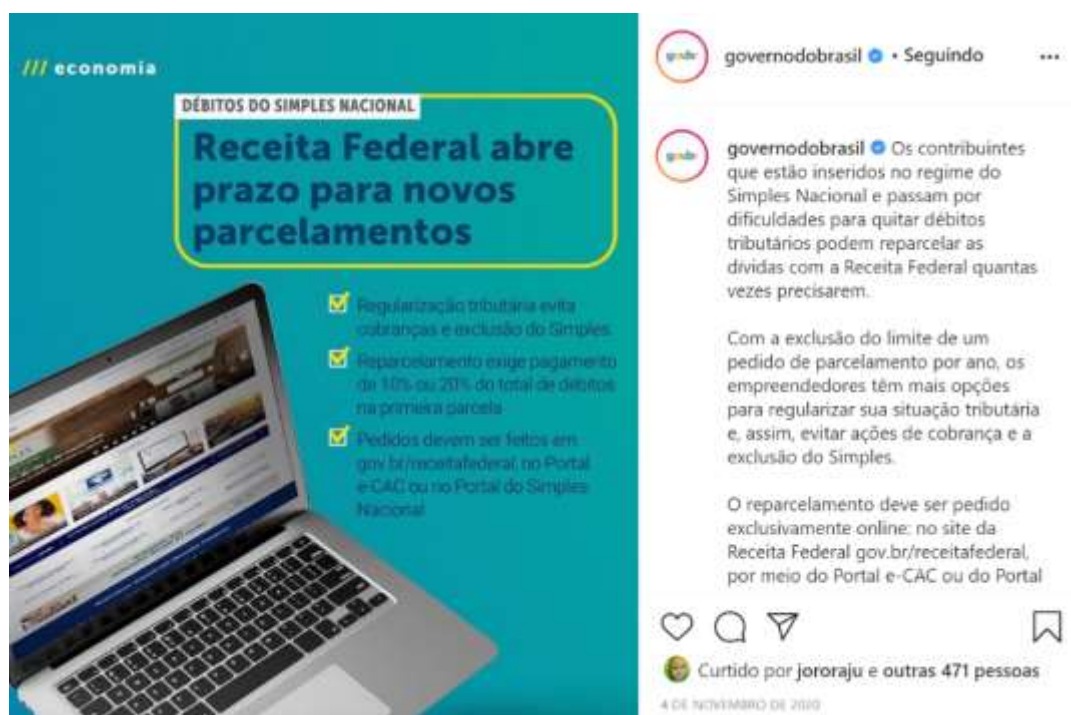 /// economia
DÉBITOS DO SIMPLES NACIONAL
Receita Federal abre
prazo para novos
parcelamentos
Regularização tributária evita
cobranças e exclusão do Simples
Reparcelamento exige pagamento
de 10% ou 20% do total de débitos
na primeira parcela
Pedidos devem ser feitos em
gov.br/receitafederal, no Portal
e-CAC ou no Portal do Simples
Nacional
governodobrasil • Seguindo
governodobrasil Os contribuintes
que estão inseridos no regime do
Simples Nacional e passam por
dificuldades para quitar débitos
tributários podem reparcelar as
dívidas com a Receita Federal quantas
vezes precisarem.
Com a exclusão do limite de um
pedido de parcelamento por ano, os
empreendedores têm mais opções
para regularizar sua situação tributária
e, assim, evitar ações de cobrança e a
exclusão do Simples.
O reparcelamento deve ser pedido
exclusivamente online: no site da
Receita Federal gov.br/receitafederal,
por meio do Portal e-CAC ou do Portal
Curtido por jororaju e outras 471 pessoas
4 DE NOVEMBRO DE 2020